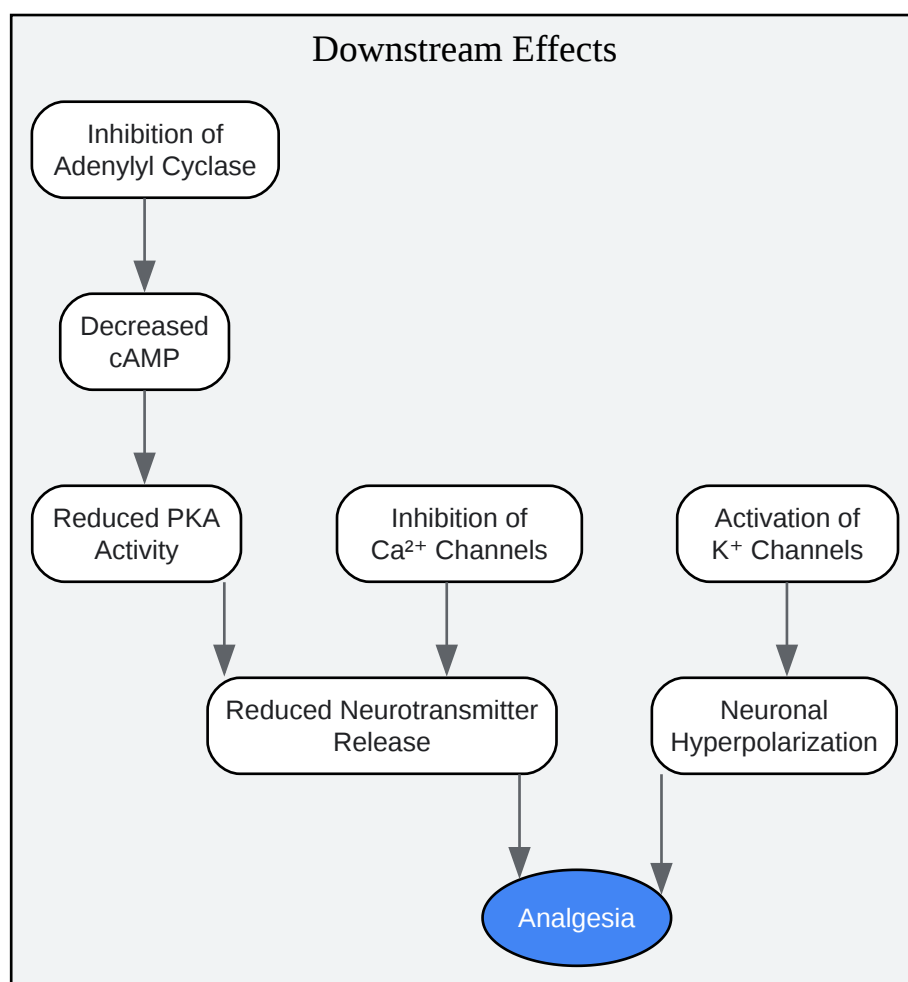 Downstream Effects
Inhibition of
Adenylyl Cyclase
Decreased
cAMP
Reduced PKA
Activity
Inhibition of
Ca²⁺ Channels
Activation of
K⁺ Channels
Reduced Neurotransmitter
Release
Neuronal
Hyperpolarization
Analgesia